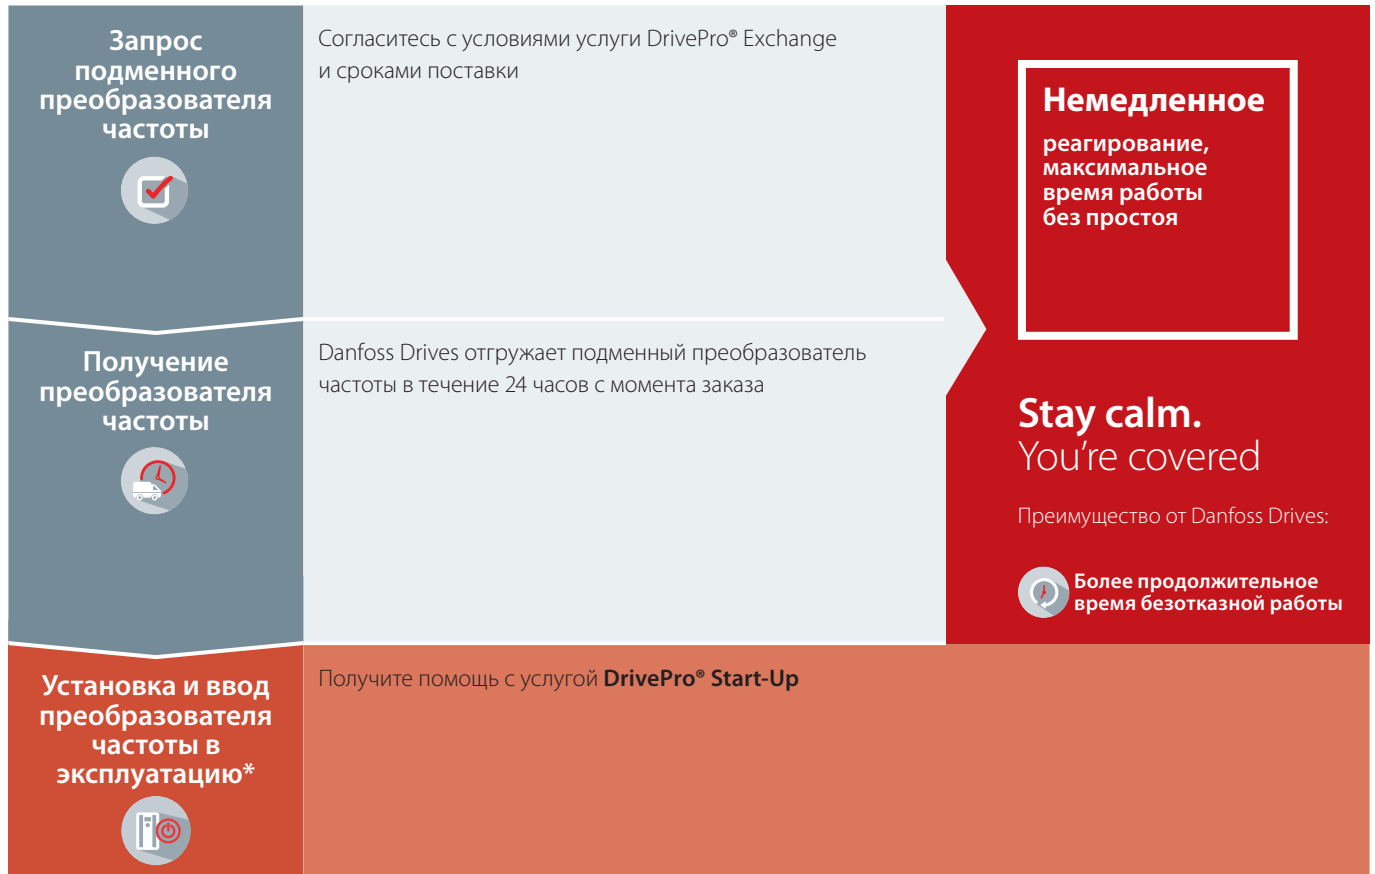 Запрос
подменного
преобразователя
частоты
Согласитесь с условиями услуги DrivePro® Exchange
и сроками поставки
Получение
преобразователя
частоты
Danfoss Drives отгружает подменный преобразователь
частоты в течение 24 часов с момента заказа
Установка и ввод
преобразователя
частоты в
эксплуатацию*
Получите помощь с услугой DrivePro® Start-Up
Немедленное
реагирование,
максимальное
время работы
без простоя
Stay calm.
You're covered
Преимущество от Danfoss Drives:
Более продолжительное
время безотказной работы